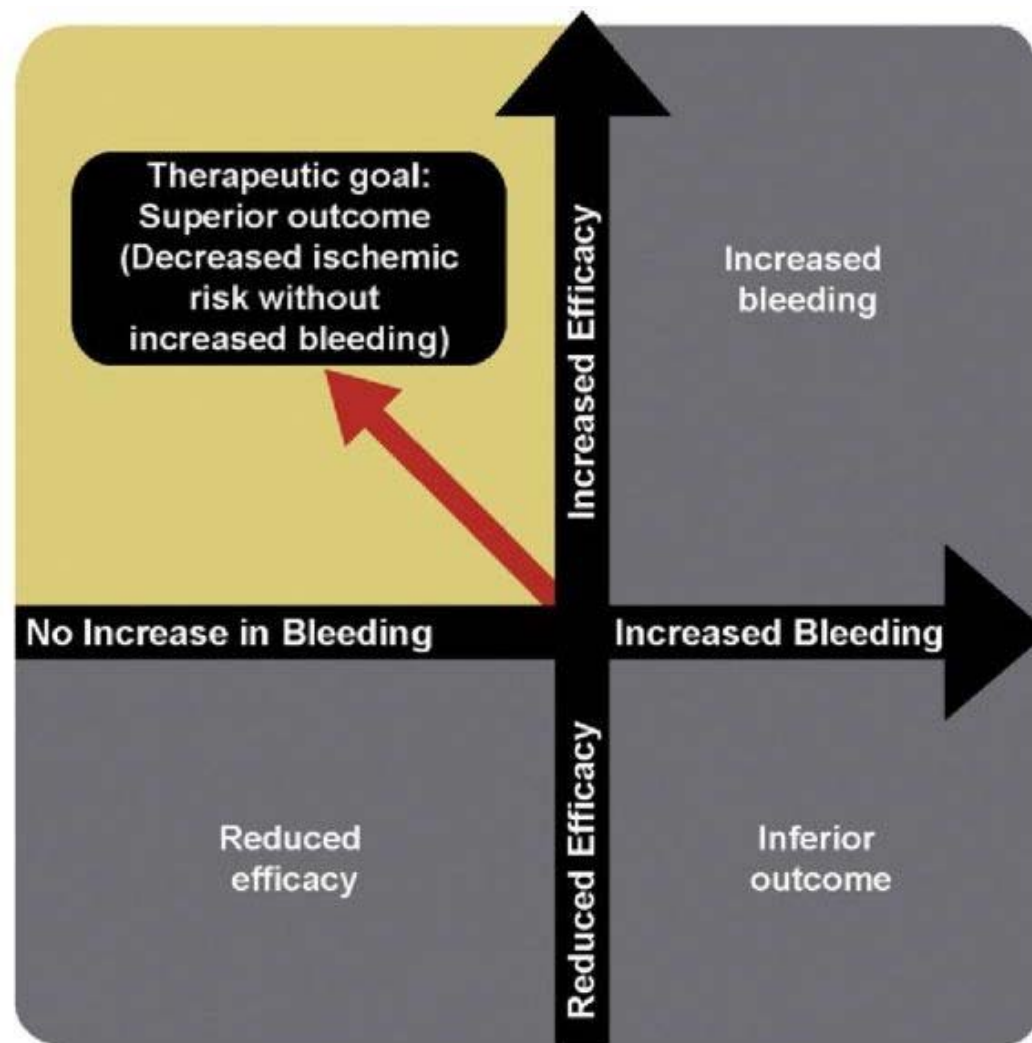 Therapeutic goal:
Superior outcome
(Decreased ischemic
risk without
increased bleeding)
Increased Efficacy
Increased
bleeding
No Increase in Bleeding
Increased Bleeding
Reduced
efficacy
Reduced Efficacy
Inferior
outcome